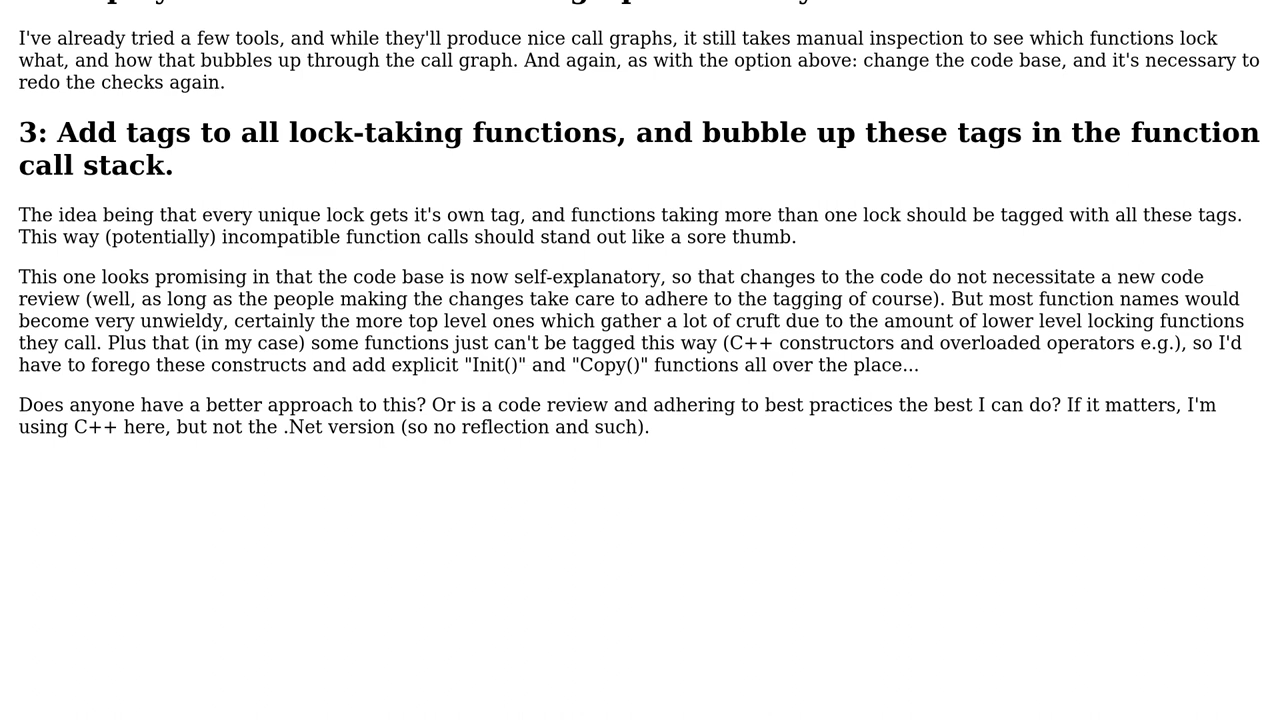 I've already tried a few tools, and while they'll produce nice call graphs, it still takes manual inspection to see which functions lock
what, and how that bubbles up through the call graph. And again, as with the option above: change the code base, and it's necessary to
redo the checks again.
3: Add tags to all lock-taking functions, and bubble up these tags in the function
call stack.
The idea being that every unique lock gets it's own tag, and functions taking more than one lock should be tagged with all these tags.
This way (potentially) incompatible function calls should stand out like a sore thumb.
This one looks promising in that the code base is now self-explanatory, so that changes to the code do not necessitate a new code
review (well, as long as the people making the changes take care to adhere to the tagging of course). But most function names would
become very unwieldy, certainly the more top level ones which gather a lot of cruft due to the amount of lower level locking functions
they call. Plus that (in my case) some functions just can't be tagged this way (C++ constructors and overloaded operators e.g.), so I'd
have to forego these constructs and add explicit "Init()" and "Copy()" functions all over the place...
Does anyone have a better approach to this? Or is a code review and adhering to best practices the best I can do? If it matters, I'm
using C++ here, but not the .Net version (so no reflection and such).